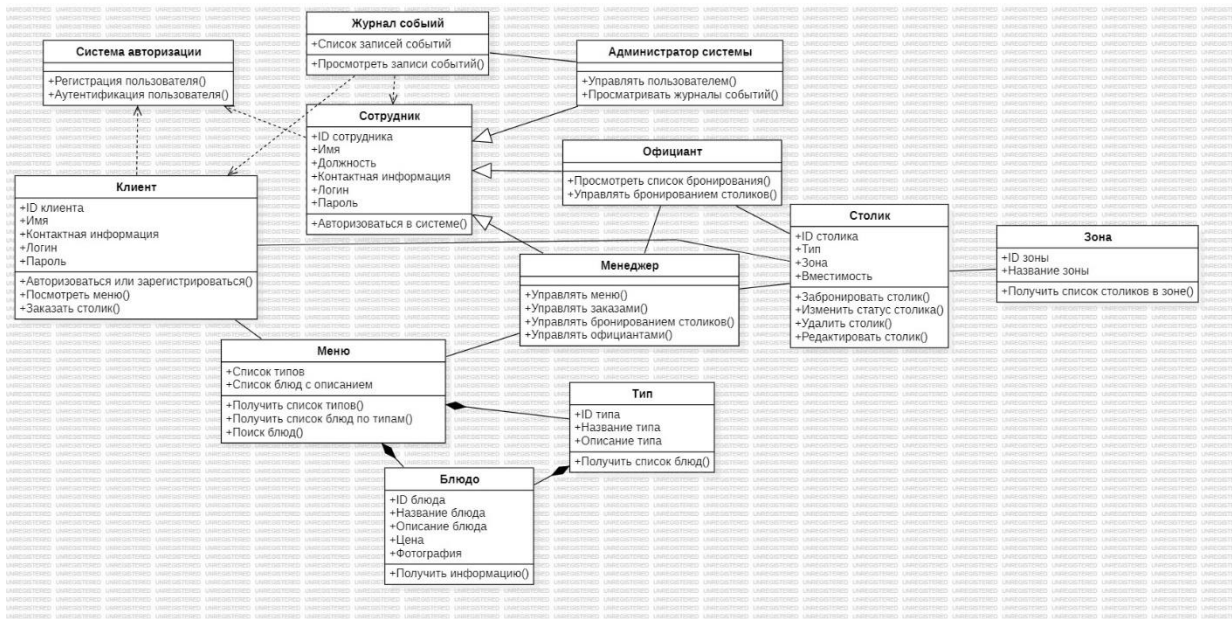 Журнал собый
+Список записей событий
+Просмотреть записи событий()
Система авторизации
+Регистрация пользователя()
+Аутентификация пользователя()
Администратор системы
+Управлять пользователем()
+Просматривать журналы событий()
Сотрудник
+ID сотрудника
+Имя
+Должность
+Контактная информация
+Логин
+Пароль
+Авторизоваться в системе()
Официант
+Просмотреть список бронирования()
+Управлять бронированием столиков()
Клиент
+ID клиента
+Имя
+Контактная информация
+Логин
+Пароль
+Авторизоваться или зарегистрироваться()
+Посмотреть меню()
+Заказать столик()
Столик
+ID столика
+Тип
+Зона
+Вместимость
+Забронировать столик()
+Изменить статус столика()
+Удалить столик()
+Редактировать столик()
Зона
+ID зоны
+Название зоны
+Получить список столиков в зоне()
Менеджер
+Управлять меню()
+Управлять заказами()
+Управлять бронированием столиков()
+Управлять официантами()
Меню
+Список типов
+Список блюд с описанием
+Получить список типов()
+Получить список блюд по типам()
+Поиск блюд()
Тип
+ID типа
+Название типа
+Описание типа
+Получить список блюд()
Блюдо
+ID блюда
+Название блюда
+Описание блюда
+Цена
+Фотография
+Получить информацию()
UNREGISTERED